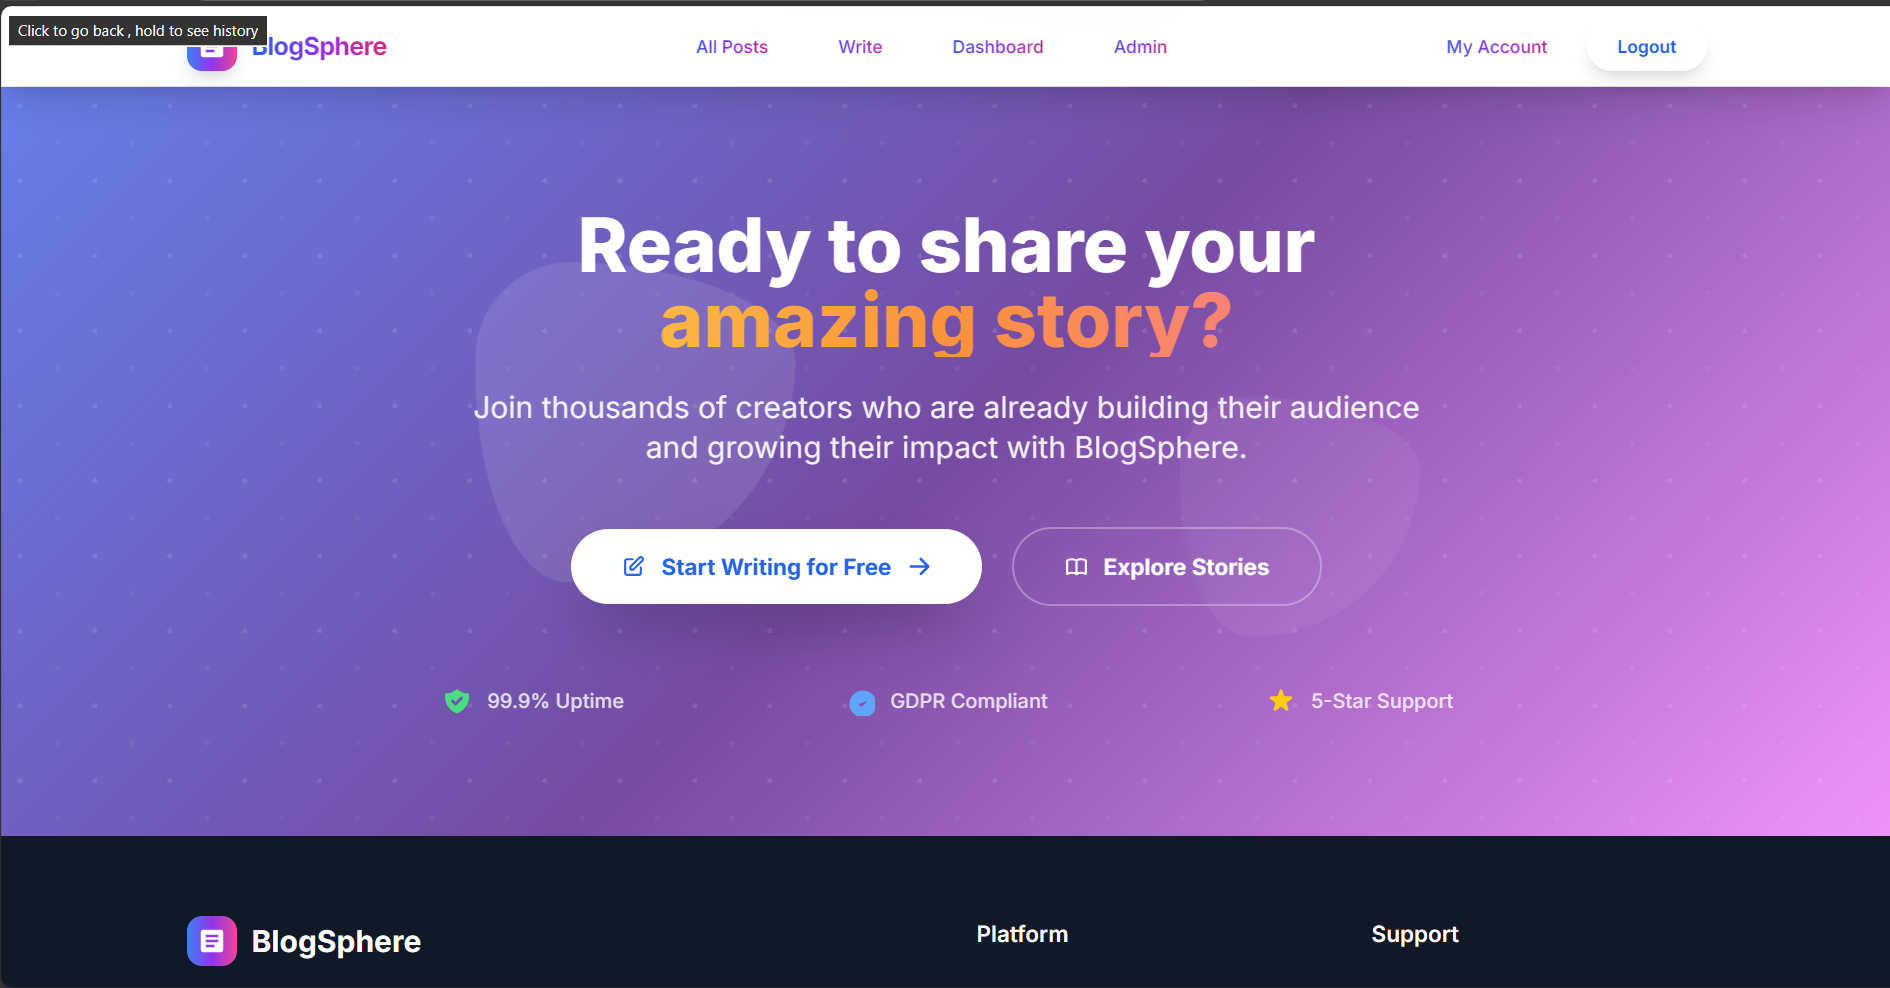 Click to go back , hold to see history
BlogSphere
All Posts
Write
Dashboard
Admin
My Account
Logout
Ready to share your
amazing story?
Join thousands of creators who are already building their audience
and growing their impact with BlogSphere.
Start Writing for Free
Explore Stories
99.9% Uptime
GDPR Compliant
5-Star Support
BlogSphere
Platform
Support